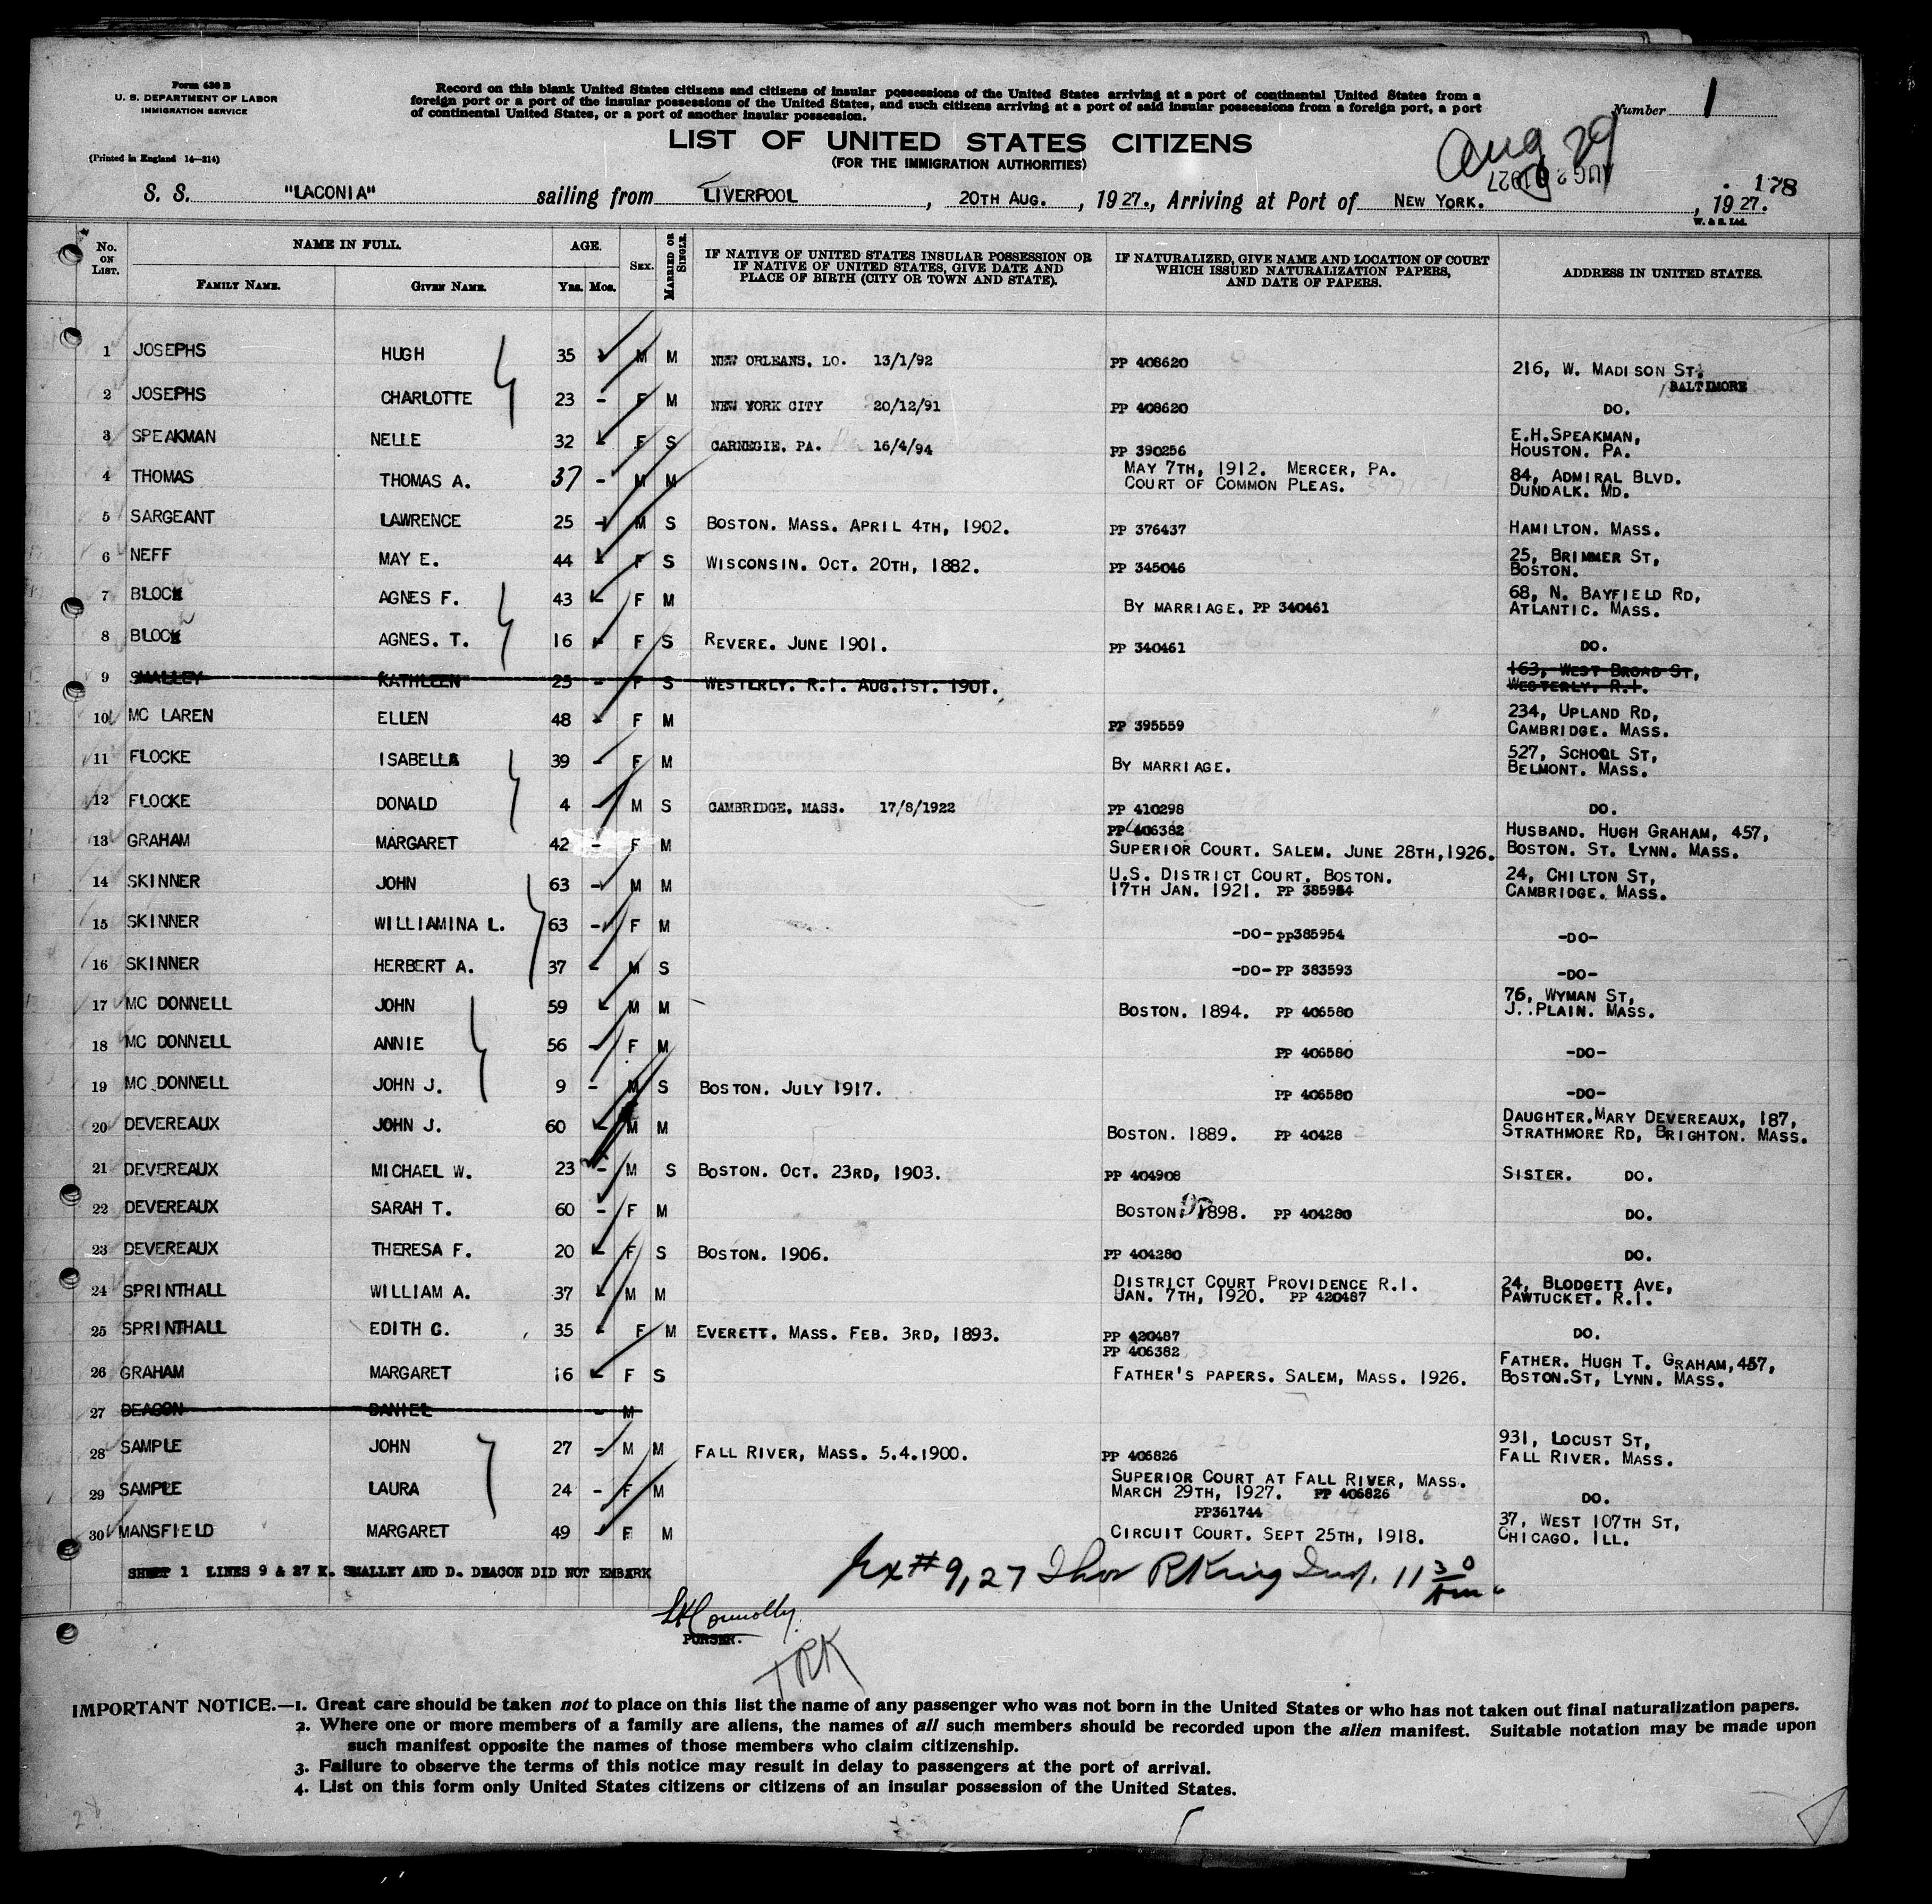 Form 630 B
U. S. DEPARTMENT OF LABOR
IMMIGRATION SERVICE
(Printed in England 14—214)
Record on this blank United States citizens and citizens of insular possessions of the United States arriving at a port of continental United States from a
foreign port or a port of the insular possessions of the United States, and such citizens arriving at a port of said insular possessions from a foreign port, a port
of continental United States, or a port of another insular possession.
Number 1
LIST OF UNITED STATES CITIZENS
(FOR THE IMMIGRATION AUTHORITIES)
Aug 29
AUG 2 1927
178
S. S. "LACONIA" sailing from LIVERPOOL, 20TH AUG., 1927., Arriving at Port of NEW YORK., 1927.
W. & S. Ltd.
No. ON LIST. NAME IN FULL. FAMILY NAME. GIVEN NAME. AGE. YRS. MOS. SEX. MARRIED OR SINGLE. IF NATIVE OF UNITED STATES INSULAR POSSESSION OR IF NATIVE OF UNITED STATES, GIVE DATE AND PLACE OF BIRTH (CITY OR TOWN AND STATE). IF NATURALIZED, GIVE NAME AND LOCATION OF COURT WHICH ISSUED NATURALIZATION PAPERS, AND DATE OF PAPERS. ADDRESS IN UNITED STATES.
1 JOSEPHS HUGH 35 M M NEW ORLEANS, LO. 13/1/92 PP 408620 216, W. MADISON ST. BALTIMORE
2 JOSEPHS CHARLOTTE 23 - F M NEW YORK CITY 20/12/91 PP 408620 DO.
3 SPEAKMAN NELLE 32 F S CARNEGIE, PA. 16/4/94 PP 390256 E.H.SPEAKMAN, HOUSTON. PA.
4 THOMAS THOMAS A. 37 - M M MAY 7TH, 1912. MERCER, PA. COURT OF COMMON PLEAS. 84, ADMIRAL BLVD. DUNDALK. MD.
5 SARGEANT LAWRENCE 25 - M S BOSTON. MASS. APRIL 4TH, 1902. PP 376437 HAMILTON. MASS.
6 NEFF MAY E. 44 F S WISCONSIN. OCT. 20TH, 1882. PP 345046 25, BRIMMER ST, BOSTON.
7 BLOCK AGNES F. 43 F M BY MARRIAGE. PP 340461 68, N. BAYFIELD RD, ATLANTIC. MASS.
8 BLOCK AGNES. T. 16 F S REVERE. JUNE 1901. PP 340461 DO.
9 SMALLEY KATHLEEN 25 - F S WESTERLY. R.I. AUG.1ST. 1901. 163, WEST BROAD ST, WESTERLY. R.I.
10 MC LAREN ELLEN 48 - F M PP 395559 234, UPLAND RD, CAMBRIDGE. MASS.
11 FLOCKE ISABELLA 39 - F M BY MARRIAGE. 527, SCHOOL ST, BELMONT. MASS.
12 FLOCKE DONALD 4 - M S CAMBRIDGE, MASS. 17/8/1922 PP 410298 DO.
13 GRAHAM MARGARET 42 - F M PP 406382 SUPERIOR COURT. SALEM. JUNE 28TH, 1926. HUSBAND. HUGH GRAHAM, 457, BOSTON. ST. LYNN. MASS.
14 SKINNER JOHN 63 - M M U.S. DISTRICT COURT. BOSTON. 17TH JAN. 1921. PP 385954 24, CHILTON ST, CAMBRIDGE. MASS.
15 SKINNER WILLIAMINA L. 63 - F M -DO- PP385954 -DO-
16 SKINNER HERBERT A. 37 - M S -DO- PP 383593 -DO-
17 MC DONNELL JOHN 59 - M M BOSTON. 1894. PP 406580 76, WYMAN ST, J. PLAIN. MASS.
18 MC DONNELL ANNIE 56 - F M PP 406580 -DO-
19 MC DONNELL JOHN J. 9 - M S BOSTON. JULY 1917. PP 406580 -DO-
20 DEVEREAUX JOHN J. 60 - M M BOSTON. 1889. PP 40428 DAUGHTER.MARY DEVEREAUX, 187, STRATHMORE RD, BRIGHTON. MASS.
21 DEVEREAUX MICHAEL W. 23 - M S BOSTON. OCT. 23RD, 1903. PP 404908 SISTER. DO.
22 DEVEREAUX SARAH T. 60 - F M BOSTON. 1898. PP 404280 DO.
23 DEVEREAUX THERESA F. 20 - F S BOSTON. 1906. PP 404280 DO.
24 SPRINTHALL WILLIAM A. 37 - M M DISTRICT COURT PROVIDENCE R.I. JAN. 7TH, 1920. PP 420487 24, BLODGETT AVE, PAWTUCKET. R.I.
25 SPRINTHALL EDITH G. 35 - F M EVERETT. MASS. FEB. 3RD, 1893. PP 420487 DO.
26 GRAHAM MARGARET 16 - F S PP 406382 FATHER'S PAPERS. SALEM, MASS. 1926. FATHER. HUGH T. GRAHAM, 457, BOSTON.ST, LYNN. MASS.
27 DEACON DANIEL - M
28 SAMPLE JOHN 27 - M M FALL RIVER, MASS. 5.4.1900. PP 406826 931, LOCUST ST, FALL RIVER. MASS.
29 SAMPLE LAURA 24 - F M SUPERIOR COURT AT FALL RIVER, MASS. MARCH 29TH, 1927. PP 406826 DO.
30 MANSFIELD MARGARET 49 - F M PP361744 CIRCUIT COURT. SEPT 25TH, 1918. 37, WEST 107TH ST, CHICAGO. ILL.
SHEET 1 LINES 9 & 27 K. SMALLEY AND D. DEACON DID NOT EMBARK
Ex # 9, 27 Thos R King Insp. 11 30 am
Connolly
PURSER.
TRK
IMPORTANT NOTICE.—1. Great care should be taken not to place on this list the name of any passenger who was not born in the United States or who has not taken out final naturalization papers.
2. Where one or more members of a family are aliens, the names of all such members should be recorded upon the alien manifest. Suitable notation may be made upon
such manifest opposite the names of those members who claim citizenship.
3. Failure to observe the terms of this notice may result in delay to passengers at the port of arrival.
4. List on this form only United States citizens or citizens of an insular possession of the United States.